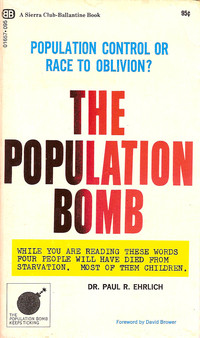 A Sierra Club-Ballantine Book
95¢
01657·095
POPULATION CONTROL OR
RACE TO OBLIVION?
THE
POPULATION
BOMB
WHILE YOU ARE READING THESE WORDS
FOUR PEOPLE WILL HAVE DIED FROM
STARVATION. MOST OF THEM CHILDREN.
DR. PAUL R. EHRLICH
THE
POPULATION BOMB
KEEPS TICKING
Foreword by David Brower